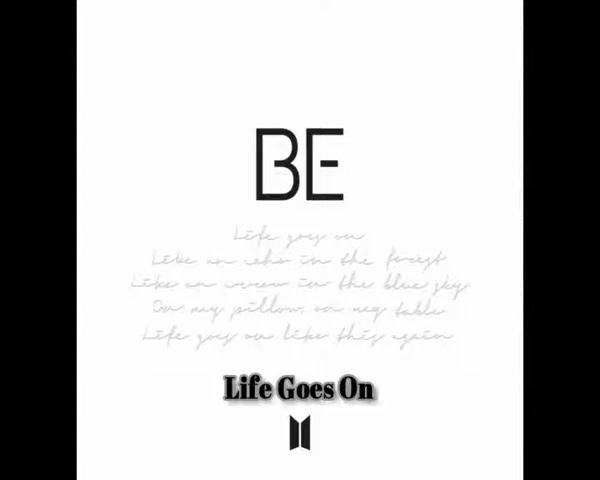 BE
Life goes on
Like an echo in the forest
Like an arrow in the blue sky
On my pillow, on my table
Life goes on like this again
Life Goes On